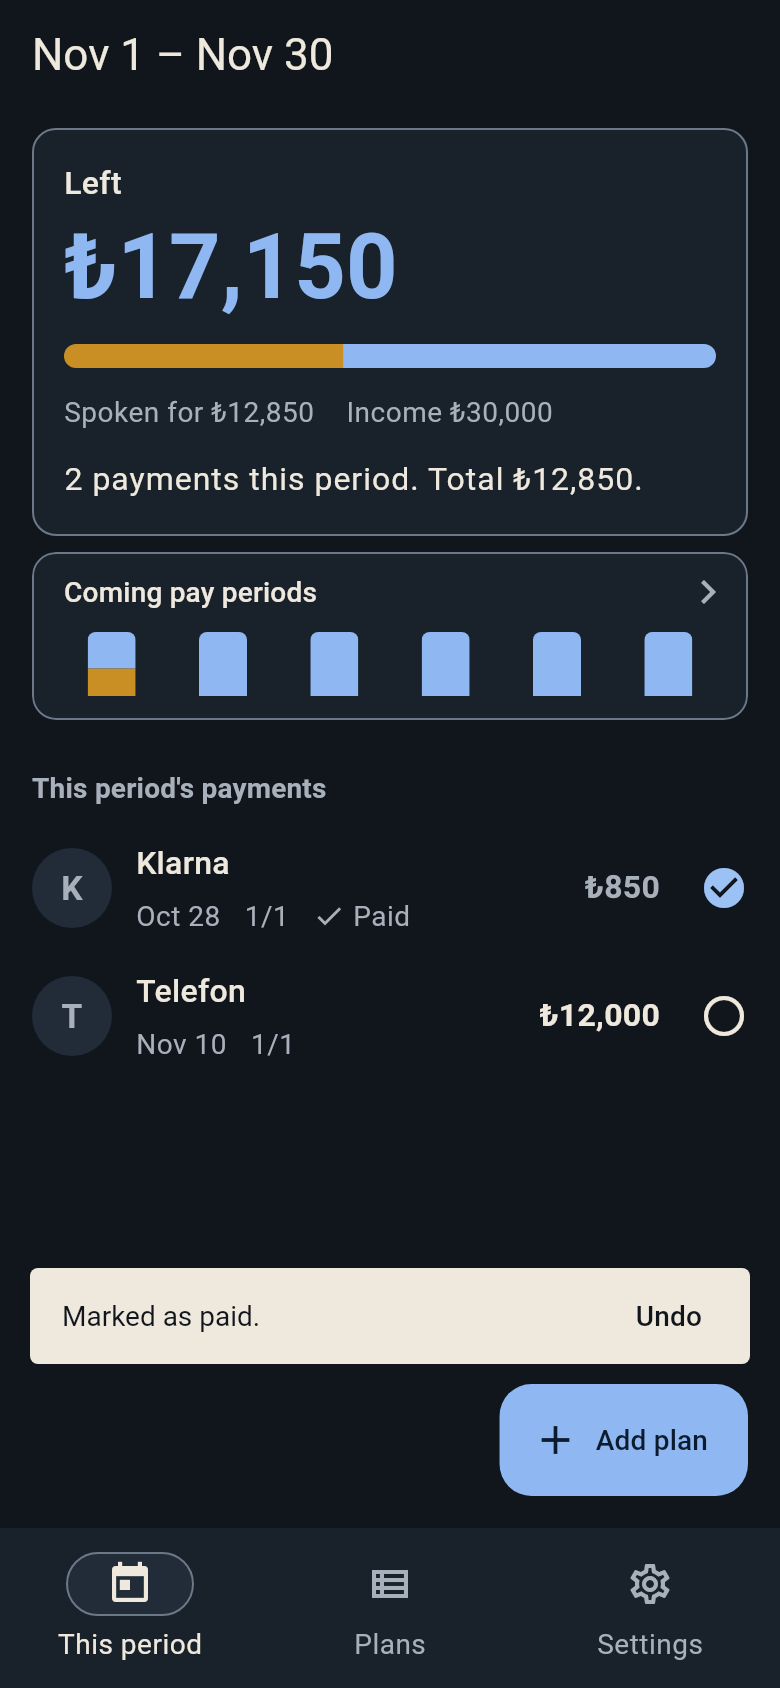 Nov 1 – Nov 30
Left
₺17,150
Spoken for ₺12,850 Income ₺30,000
2 payments this period. Total ₺12,850.
Coming pay periods
This period's payments
K
Klarna
₺850
Oct 28 1/1 Paid
T
Telefon
₺12,000
Nov 10 1/1
Marked as paid. Undo
Add plan
This period Plans Settings